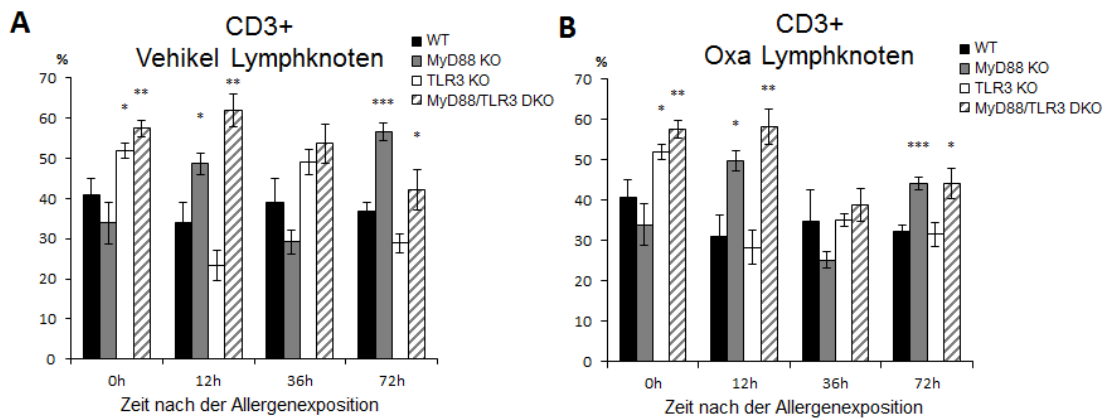 A
CD3+
Vehikel Lymphknoten
WT
MyD88 KO
TLR3 KO
MyD88/TLR3 DKO
%
70
60
50
40
30
20
10
0
*
**
*
**
***
*
0h
12h
36h
72h
Zeit nach der Allergenexposition
B
CD3+
Oxa Lymphknoten
WT
MyD88 KO
TLR3 KO
MyD88/TLR3 DKO
%
70
60
50
40
30
20
10
0
*
**
*
**
***
*
0h
12h
36h
72h
Zeit nach der Allergenexposition